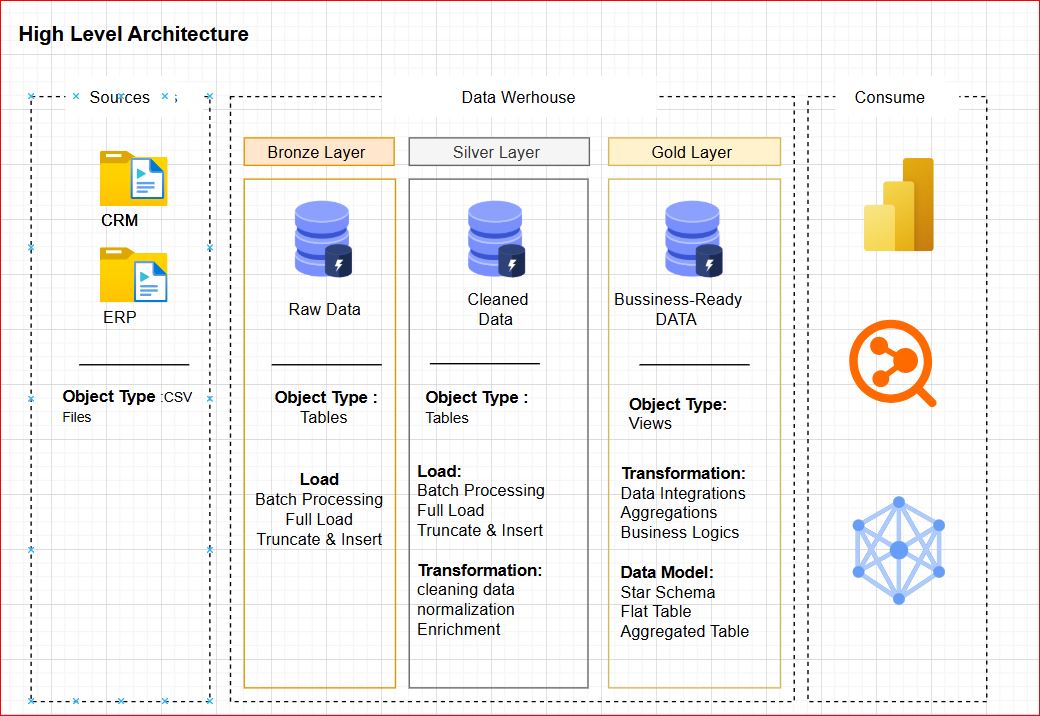 High Level Architecture
Sources
Data Werhouse
Consume
CRM
ERP
Object Type :CSV
Files
Bronze Layer
Raw Data
Object Type :
Tables
Load
Batch Processing
Full Load
Truncate & Insert
Silver Layer
Cleaned
Data
Object Type :
Tables
Load:
Batch Processing
Full Load
Truncate & Insert
Transformation:
cleaning data
normalization
Enrichment
Gold Layer
Bussiness-Ready
DATA
Object Type:
Views
Transformation:
Data Integrations
Aggregations
Business Logics
Data Model:
Star Schema
Flat Table
Aggregated Table